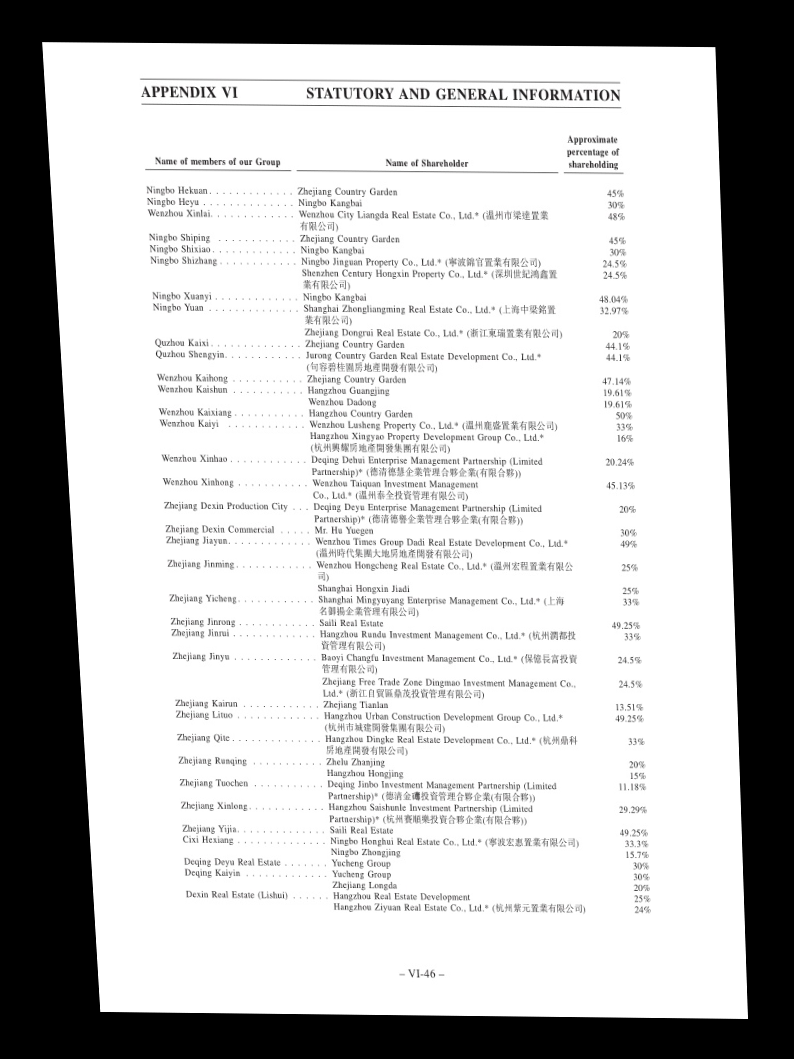 APPENDIX VI STATUTORY AND GENERAL INFORMATION
Approximate
percentage of
Name of members of our Group Name of Shareholder shareholding
Ningbo Hekuan . . . . . . . . . . . . . Zhejiang Country Garden 45%
Ningbo Heyu . . . . . . . . . . . . . . Ningbo Kangbai 30%
Wenzhou Xinlai. . . . . . . . . . . . . Wenzhou City Liangda Real Estate Co., Ltd.* (溫州市梁達置業 48%
有限公司)
Ningbo Shiping . . . . . . . . . . . . Zhejiang Country Garden 45%
Ningbo Shixiao . . . . . . . . . . . . . Ningbo Kangbai 30%
Ningbo Shizhang . . . . . . . . . . . . Ningbo Jinguan Property Co., Ltd.* (寧波錦官置業有限公司) 24.5%
Shenzhen Century Hongxin Property Co., Ltd.* (深圳世紀鴻鑫置 24.5%
業有限公司)
Ningbo Xuanyi . . . . . . . . . . . . . Ningbo Kangbai 48.04%
Ningbo Yuan . . . . . . . . . . . . . . Shanghai Zhongliangming Real Estate Co., Ltd.* (上海中梁銘置 32.97%
業有限公司)
Zhejiang Dongrui Real Estate Co., Ltd.* (浙江東瑞置業有限公司) 20%
Quzhou Kaixi . . . . . . . . . . . . . . Zhejiang Country Garden 44.1%
Quzhou Shengyin. . . . . . . . . . . . Jurong Country Garden Real Estate Development Co., Ltd.* 44.1%
(句容碧桂園房地產開發有限公司)
Wenzhou Kaihong . . . . . . . . . . . Zhejiang Country Garden 47.14%
Wenzhou Kaishun . . . . . . . . . . . Hangzhou Guangjing 19.61%
Wenzhou Dadong 19.61%
Wenzhou Kaixiang . . . . . . . . . . . Hangzhou Country Garden 50%
Wenzhou Kaiyi . . . . . . . . . . . . Wenzhou Lusheng Property Co., Ltd.* (溫州鹿盛置業有限公司) 33%
Hangzhou Xingyao Property Development Group Co., Ltd.* 16%
(杭州興耀房地產開發集團有限公司)
Wenzhou Xinhao . . . . . . . . . . . . Deqing Dehui Enterprise Management Partnership (Limited 20.24%
Partnership)* (德清德慧企業管理合夥企業(有限合夥))
Wenzhou Xinhong . . . . . . . . . . . Wenzhou Taiquan Investment Management 45.13%
Co., Ltd.* (溫州泰全投資管理有限公司)
Zhejiang Dexin Production City . . . Deqing Deyu Enterprise Management Partnership (Limited 20%
Partnership)* (德清德譽企業管理合夥企業(有限合夥))
Zhejiang Dexin Commercial . . . . . Mr. Hu Yuegen 30%
Zhejiang Jiayun. . . . . . . . . . . . . Wenzhou Times Group Dadi Real Estate Development Co., Ltd.* 49%
(溫州時代集團大地房地產開發有限公司)
Zhejiang Jinming . . . . . . . . . . . . Wenzhou Hongcheng Real Estate Co., Ltd.* (溫州宏程置業有限公 25%
司)
Shanghai Hongxin Jiadi 25%
Zhejiang Yicheng . . . . . . . . . . . . Shanghai Mingyuyang Enterprise Management Co., Ltd.* (上海 33%
名御揚企業管理有限公司)
Zhejiang Jinrong . . . . . . . . . . . . Saili Real Estate 49.25%
Zhejiang Jinrui . . . . . . . . . . . . . Hangzhou Rundu Investment Management Co., Ltd.* (杭州潤都投 33%
資管理有限公司)
Zhejiang Jinyu . . . . . . . . . . . . . Baoyi Changfu Investment Management Co., Ltd.* (保億長富投資 24.5%
管理有限公司)
Zhejiang Free Trade Zone Dingmao Investment Management Co., 24.5%
Ltd.* (浙江自貿區鼎茂投資管理有限公司)
Zhejiang Kairun . . . . . . . . . . . . Zhejiang Tianlan 13.51%
Zhejiang Lituo . . . . . . . . . . . . . Hangzhou Urban Construction Development Group Co., Ltd.* 49.25%
(杭州市城建開發集團有限公司)
Zhejiang Qite . . . . . . . . . . . . . . Hangzhou Dingke Real Estate Development Co., Ltd.* (杭州鼎科 33%
房地產開發有限公司)
Zhejiang Runqing . . . . . . . . . . . Zhelu Zhanjing 20%
Hangzhou Hongjing 15%
Zhejiang Tuochen . . . . . . . . . . . Deqing Jinbo Investment Management Partnership (Limited 11.18%
Partnership)* (德清金礡投資管理合夥企業(有限合夥))
Zhejiang Xinlong . . . . . . . . . . . . Hangzhou Saishunle Investment Partnership (Limited 29.29%
Partnership)* (杭州賽順樂投資合夥企業(有限合夥))
Zhejiang Yijia. . . . . . . . . . . . . . Saili Real Estate 49.25%
Cixi Hexiang . . . . . . . . . . . . . . Ningbo Honghui Real Estate Co., Ltd.* (寧波宏惠置業有限公司) 33.3%
Ningbo Zhongjing 15.7%
Deqing Deyu Real Estate . . . . . . . Yucheng Group 30%
Deqing Kaiyin . . . . . . . . . . . . . Yucheng Group 30%
Zhejiang Longda 20%
Dexin Real Estate (Lishui) . . . . . . Hangzhou Real Estate Development 25%
Hangzhou Ziyuan Real Estate Co., Ltd.* (杭州紫元置業有限公司) 24%
– VI-46 –